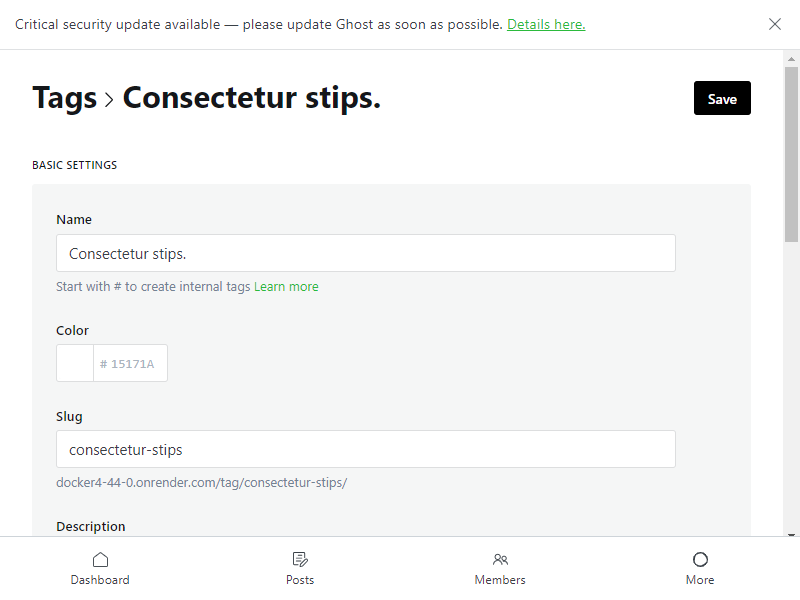 Critical security update available — please update Ghost as soon as possible. Details here.
Tags > Consectetur stips.
Save
BASIC SETTINGS
Name
Consectetur stips.
Start with # to create internal tags Learn more
Color
# 15171A
Slug
consectetur-stips
docker4-44-0.onrender.com/tag/consectetur-stips/
Description
Dashboard
Posts
Members
More